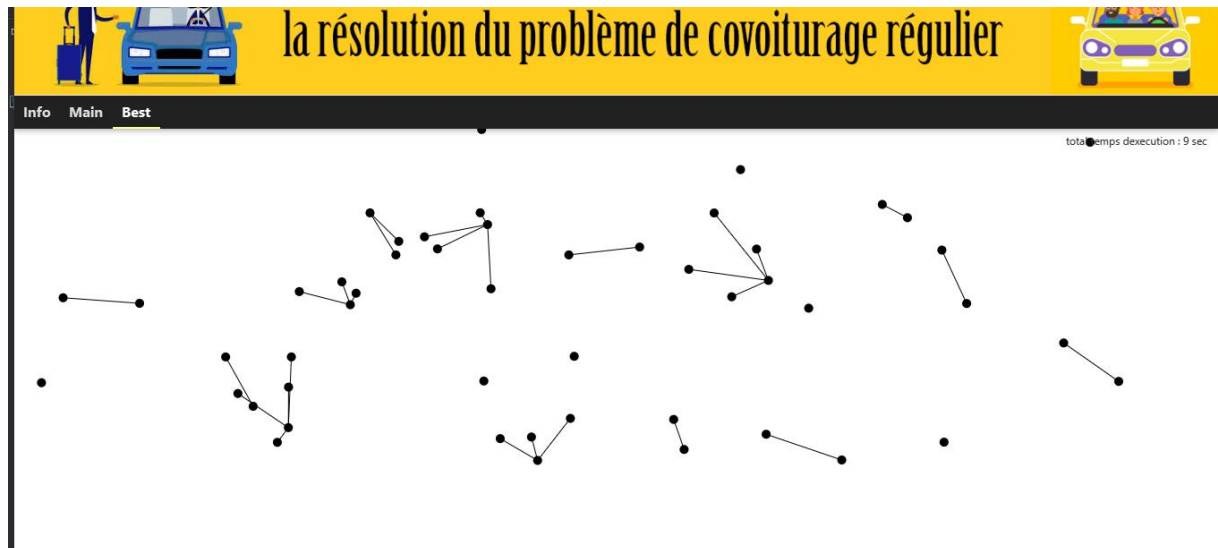 la résolution du problème de covoiturage régulier
Info Main Best
total temps dexecution : 9 sec